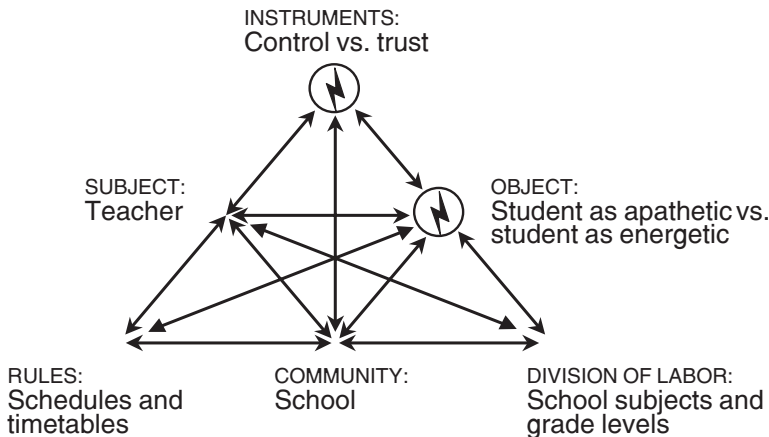 INSTRUMENTS:
Control vs. trust
SUBJECT:
Teacher
OBJECT:
Student as apathetic vs.
student as energetic
RULES:
Schedules and
timetables
COMMUNITY:
School
DIVISION OF LABOR:
School subjects and
grade levels